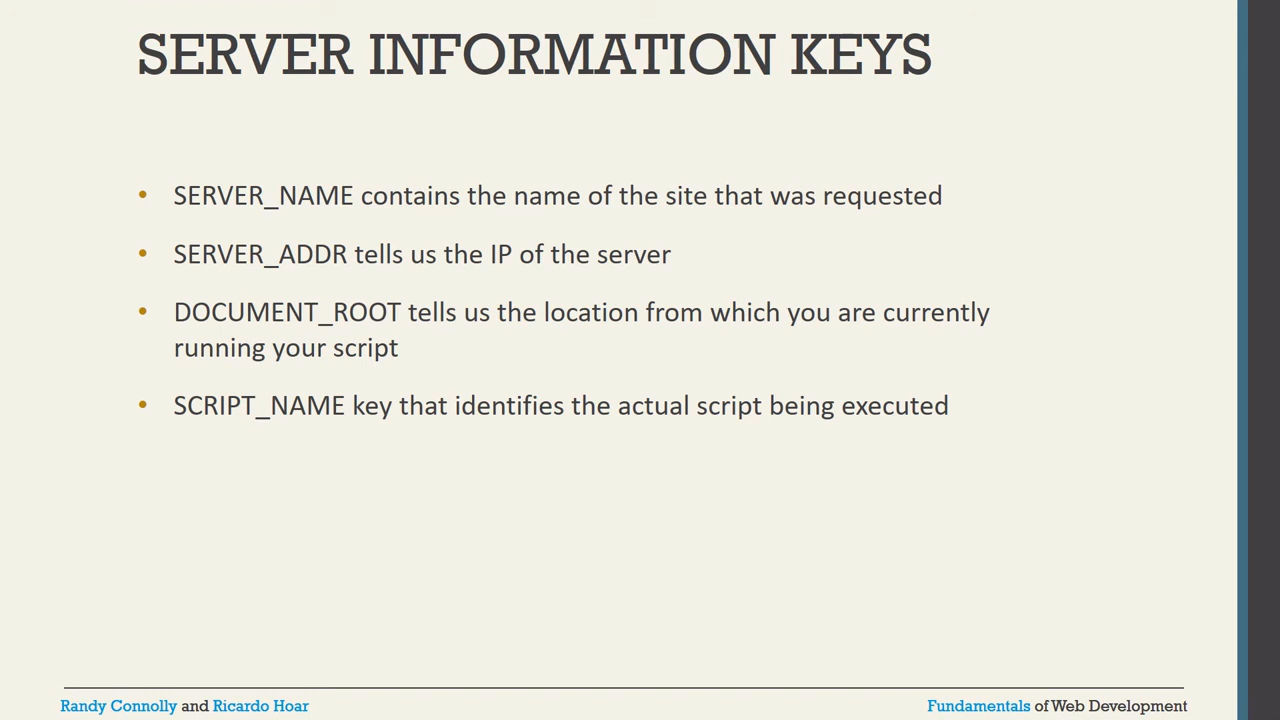 SERVER INFORMATION KEYS
• SERVER_NAME contains the name of the site that was requested
• SERVER_ADDR tells us the IP of the server
• DOCUMENT_ROOT tells us the location from which you are currently
running your script
• SCRIPT_NAME key that identifies the actual script being executed
Randy Connolly and Ricardo Hoar
Fundamentals of Web Development